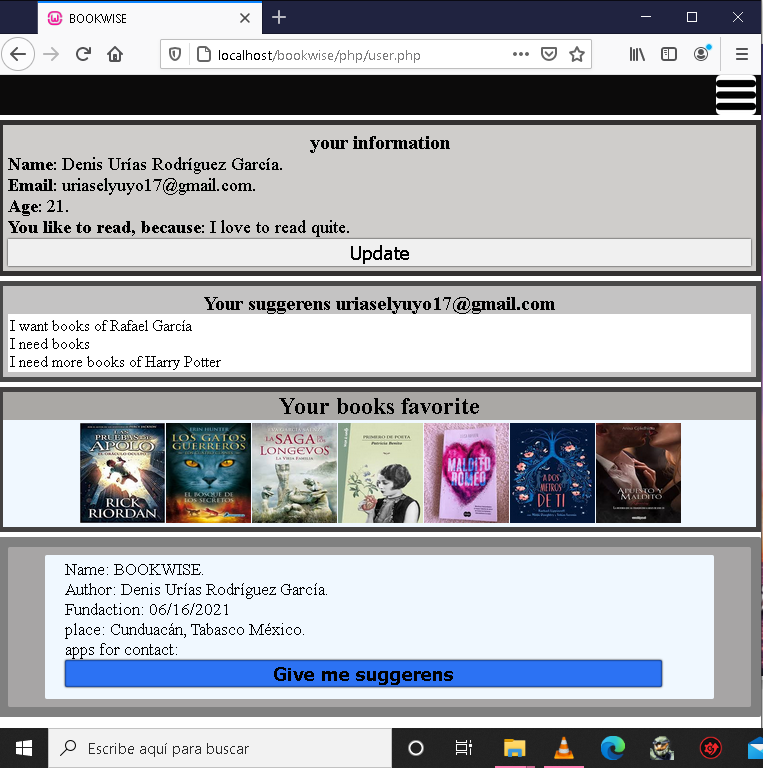 BOOKWISE
localhost/bookwise/php/user.php
your information
Name: Denis Urías Rodríguez García.
Email: uriaselyuyo17@gmail.com.
Age: 21.
You like to read, because: I love to read quite.
Update
Your suggerens uriaselyuyo17@gmail.com
I want books of Rafael García
I need books
I need more books of Harry Potter
Your books favorite
LAS PRUEBAS DE APOLO
EL ORÁCULO OCULTO
RICK RIORDAN
ERIN HUNTER
LOS GATOS GUERREROS
EL BOSQUE DE LOS SECRETOS
LA SAGA DE LOS LONGEVOS
LA VIEJA FAMILIA
PRIMERO DE POETA
Patricia Benito
MALDITO ROMEO
A DOS METROS DE TI
APUESTO Y MALDITO
Name: BOOKWISE.
Author: Denis Urías Rodríguez García.
Fundaction: 06/16/2021
place: Cunduacán, Tabasco México.
apps for contact:
Give me suggerens
Escribe aquí para buscar